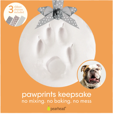 3
pawprints keepsake
no mixing, no baking, no mess
pearhead